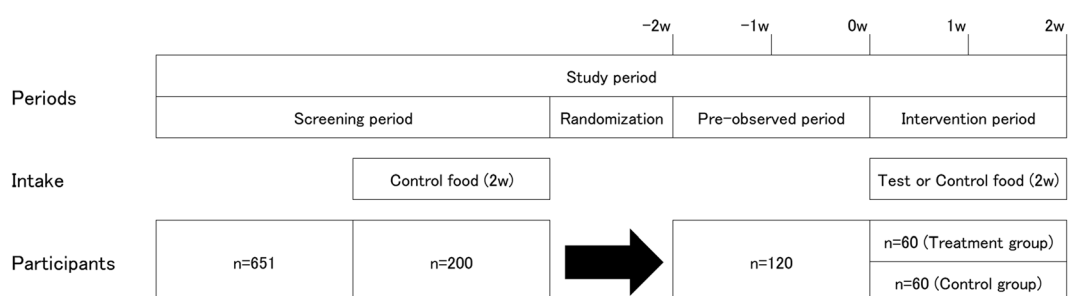 -2w -1w 0w 1w 2w
Study period
Periods
Screening period Randomization Pre-observed period Intervention period
Intake Control food (2w) Test or Control food (2w)
n=60 (Treatment group)
Participants n=651 n=200 n=120
n=60 (Control group)